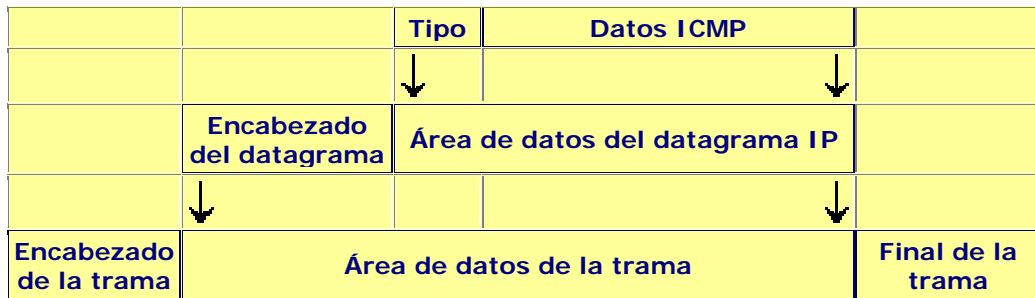 Tipo Datos ICMP
Encabezado
del datagrama
Área de datos del datagrama IP
Encabezado
de la trama
Área de datos de la trama
Final de la
trama